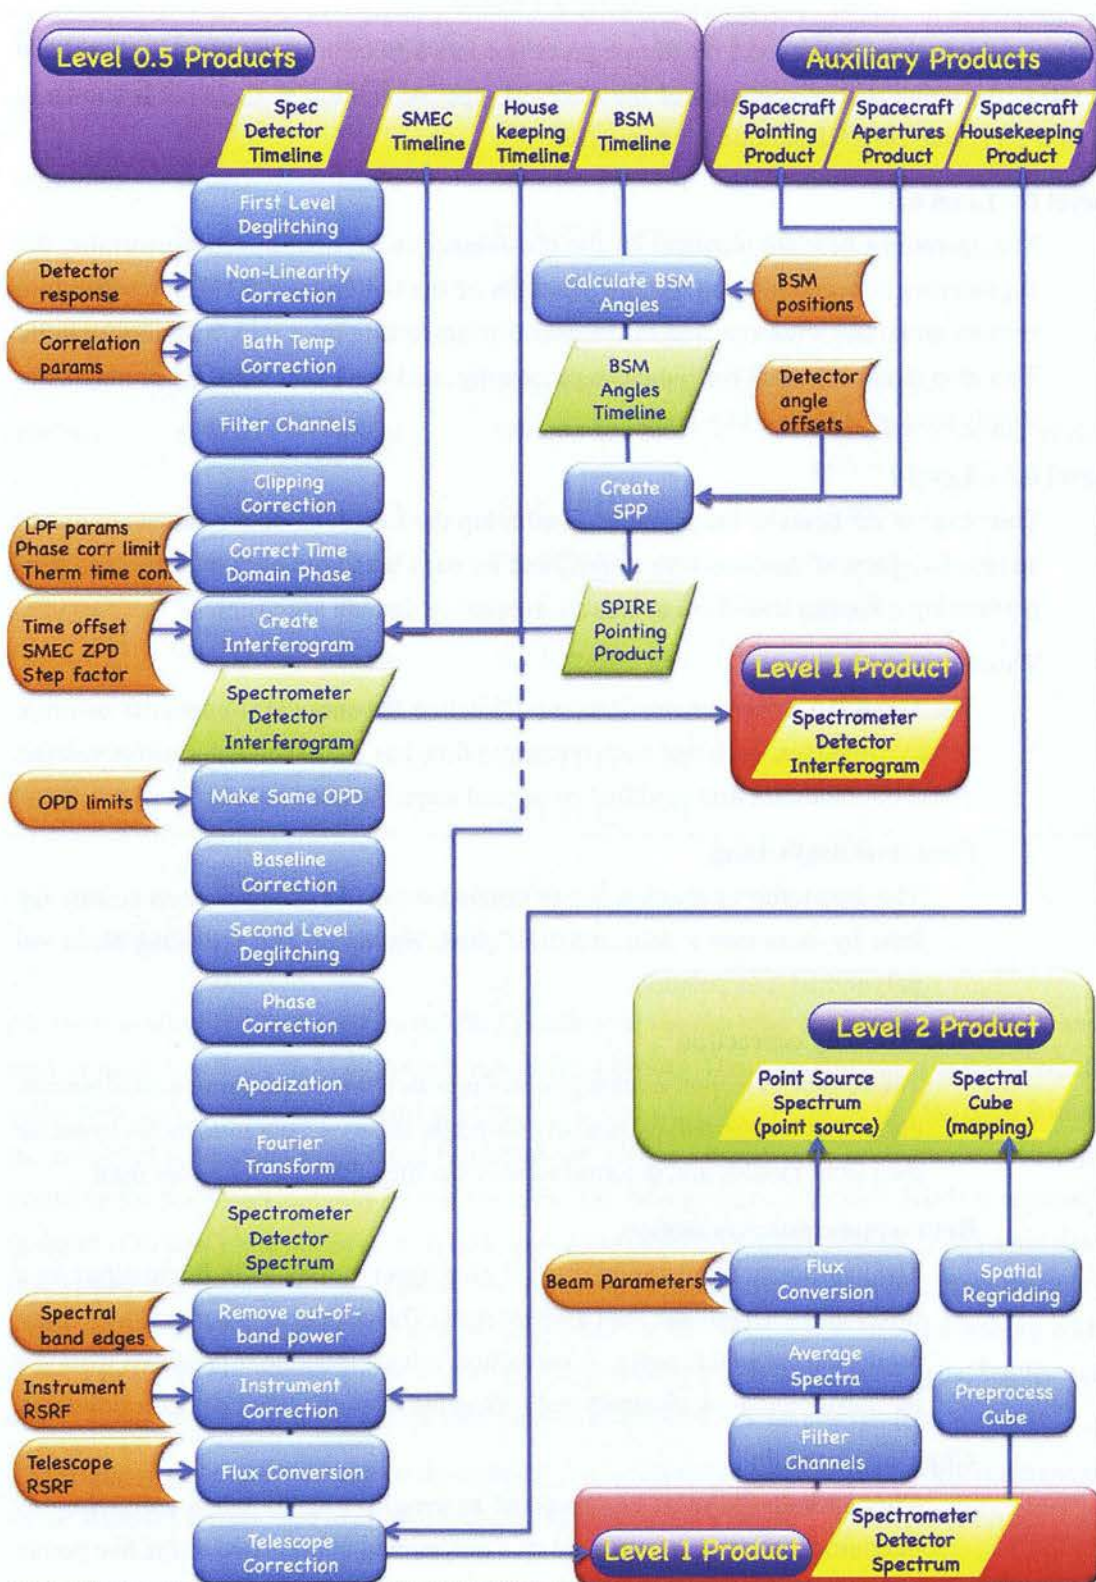 Level 0.5 Products
Auxiliary Products
Spec
Detector
Timeline
SMEC
Timeline
House
keeping
Timeline
BSM
Timeline
Spacecraft
Pointing
Product
Spacecraft
Apertures
Product
Spacecraft
Housekeeping
Product
First Level
Deglitching
Detector
response
Non-Linearity
Correction
Calculate BSM
Angles
BSM
positions
Correlation
params
Bath Temp
Correction
BSM
Angles
Timeline
Detector
angle
offsets
Filter Channels
Clipping
Correction
Create
SPP
LPF params
Phase corr limit
Therm time con.
Correct Time
Domain Phase
Time offset
SMEC ZPD
Step factor
Create
Interferogram
SPIRE
Pointing
Product
Spectrometer
Detector
Interferogram
Level 1 Product
Spectrometer
Detector
Interferogram
OPD limits
Make Same OPD
Baseline
Correction
Second Level
Deglitching
Phase
Correction
Apodization
Fourier
Transform
Spectrometer
Detector
Spectrum
Level 2 Product
Point Source
Spectrum
(point source)
Spectral
Cube
(mapping)
Beam Parameters
Flux
Conversion
Spatial
Regridding
Spectral
band edges
Remove out-of-
band power
Average
Spectra
Instrument
RSRF
Instrument
Correction
Preprocess
Cube
Filter
Channels
Telescope
RSRF
Flux Conversion
Telescope
Correction
Level 1 Product
Spectrometer
Detector
Spectrum